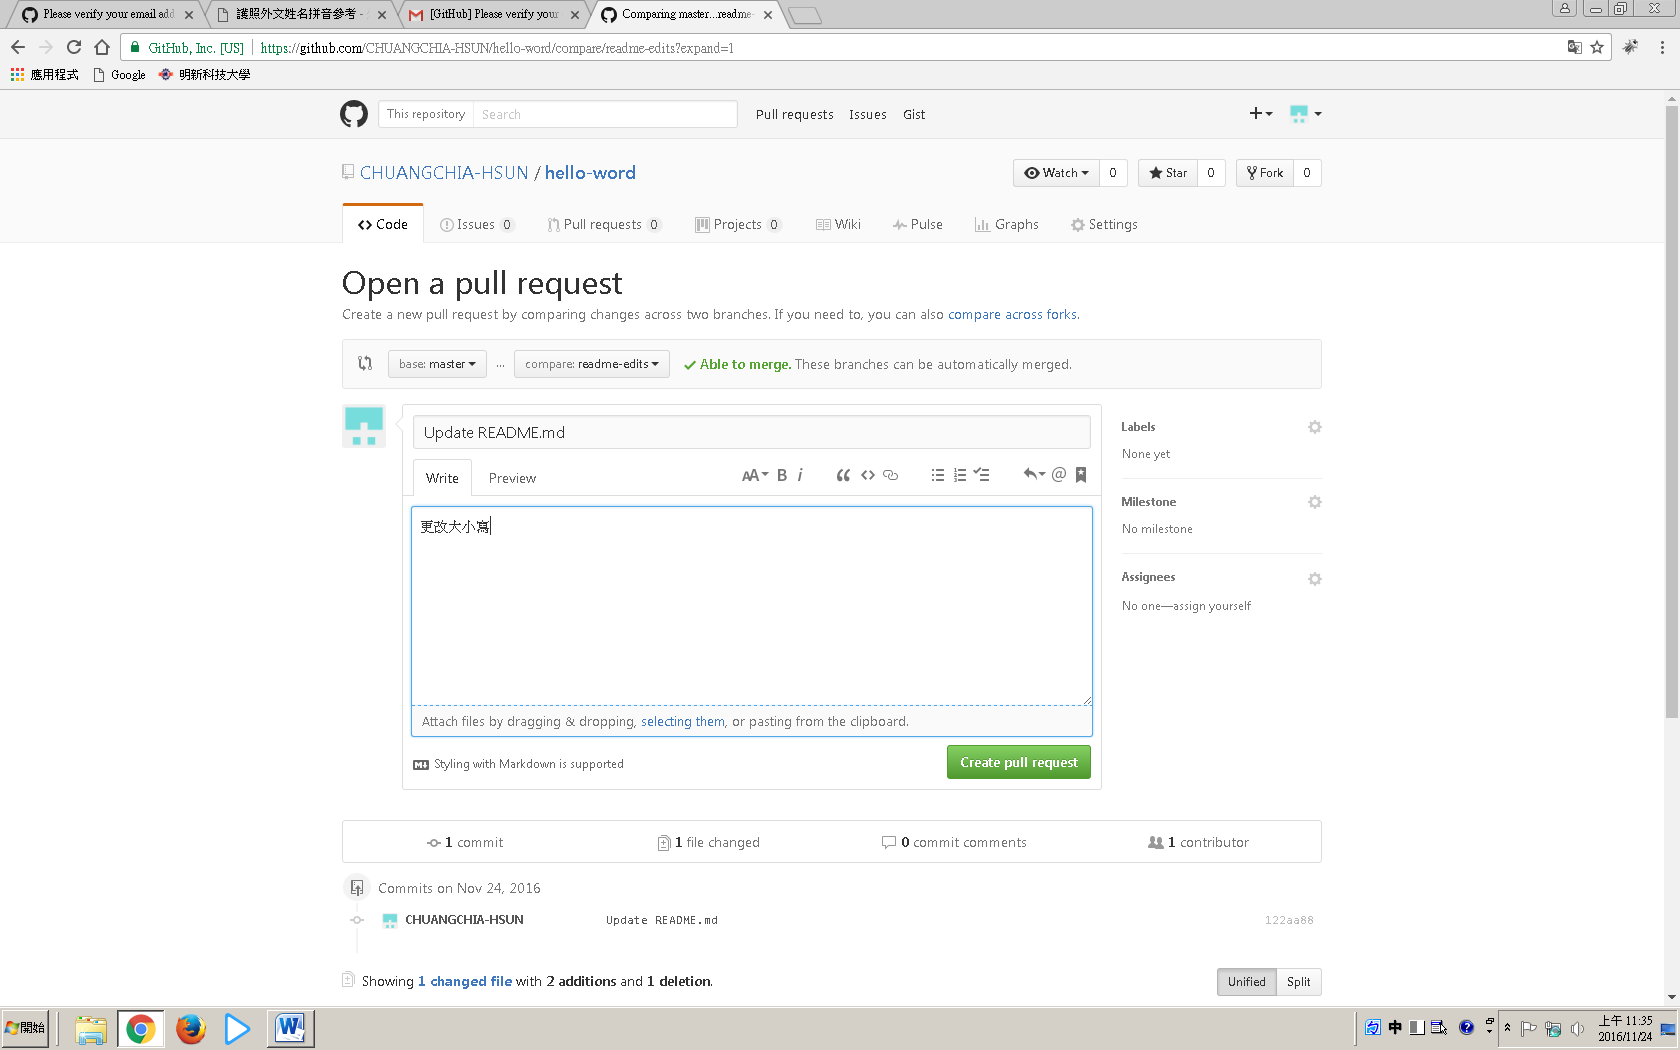 Please verify your email add
護照外文姓名拼音參考 -
[GitHub] Please verify your
Comparing master...readme-
GitHub, Inc. [US] https://github.com/CHUANGCHIA-HSUN/hello-word/compare/readme-edits?expand=1
應用程式 Google 明新科技大學
This repository Search Pull requests Issues Gist
CHUANGCHIA-HSUN / hello-word
Watch 0 Star 0 Fork 0
Code Issues 0 Pull requests 0 Projects 0 Wiki Pulse Graphs Settings
Open a pull request
Create a new pull request by comparing changes across two branches. If you need to, you can also compare across forks.
base: master ... compare: readme-edits Able to merge. These branches can be automatically merged.
Update README.md
Write Preview AA B i
更改大小寫
Attach files by dragging & dropping, selecting them, or pasting from the clipboard.
Styling with Markdown is supported
Create pull request
Labels
None yet
Milestone
No milestone
Assignees
No one—assign yourself
1 commit 1 file changed 0 commit comments 1 contributor
Commits on Nov 24, 2016
CHUANGCHIA-HSUN Update README.md 122aa88
Showing 1 changed file with 2 additions and 1 deletion.
Unified Split
開始
中
上午 11:35
2016/11/24